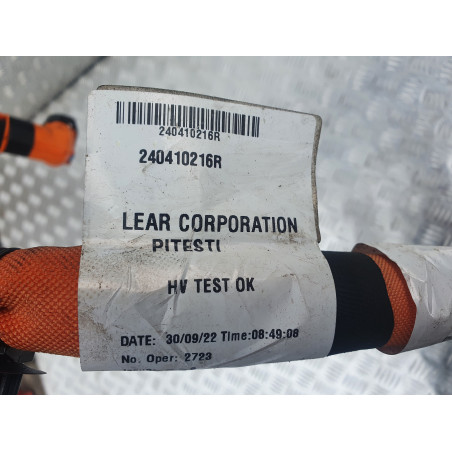 240410216R
240410216R
LEAR CORPORATION
PITESTI
HV TEST OK
DATE: 30/09/22 Time:08:49:08
No. Oper: 2723